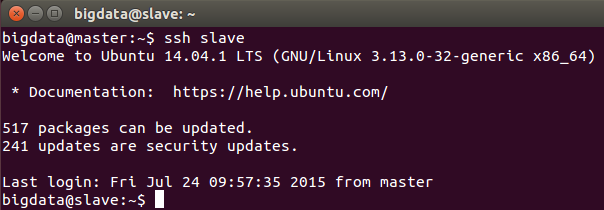 bigdata@slave: ~
bigdata@master:~$ ssh slave
Welcome to Ubuntu 14.04.1 LTS (GNU/Linux 3.13.0-32-generic x86_64)
* Documentation:  https://help.ubuntu.com/
517 packages can be updated.
241 updates are security updates.
Last login: Fri Jul 24 09:57:35 2015 from master
bigdata@slave:~$